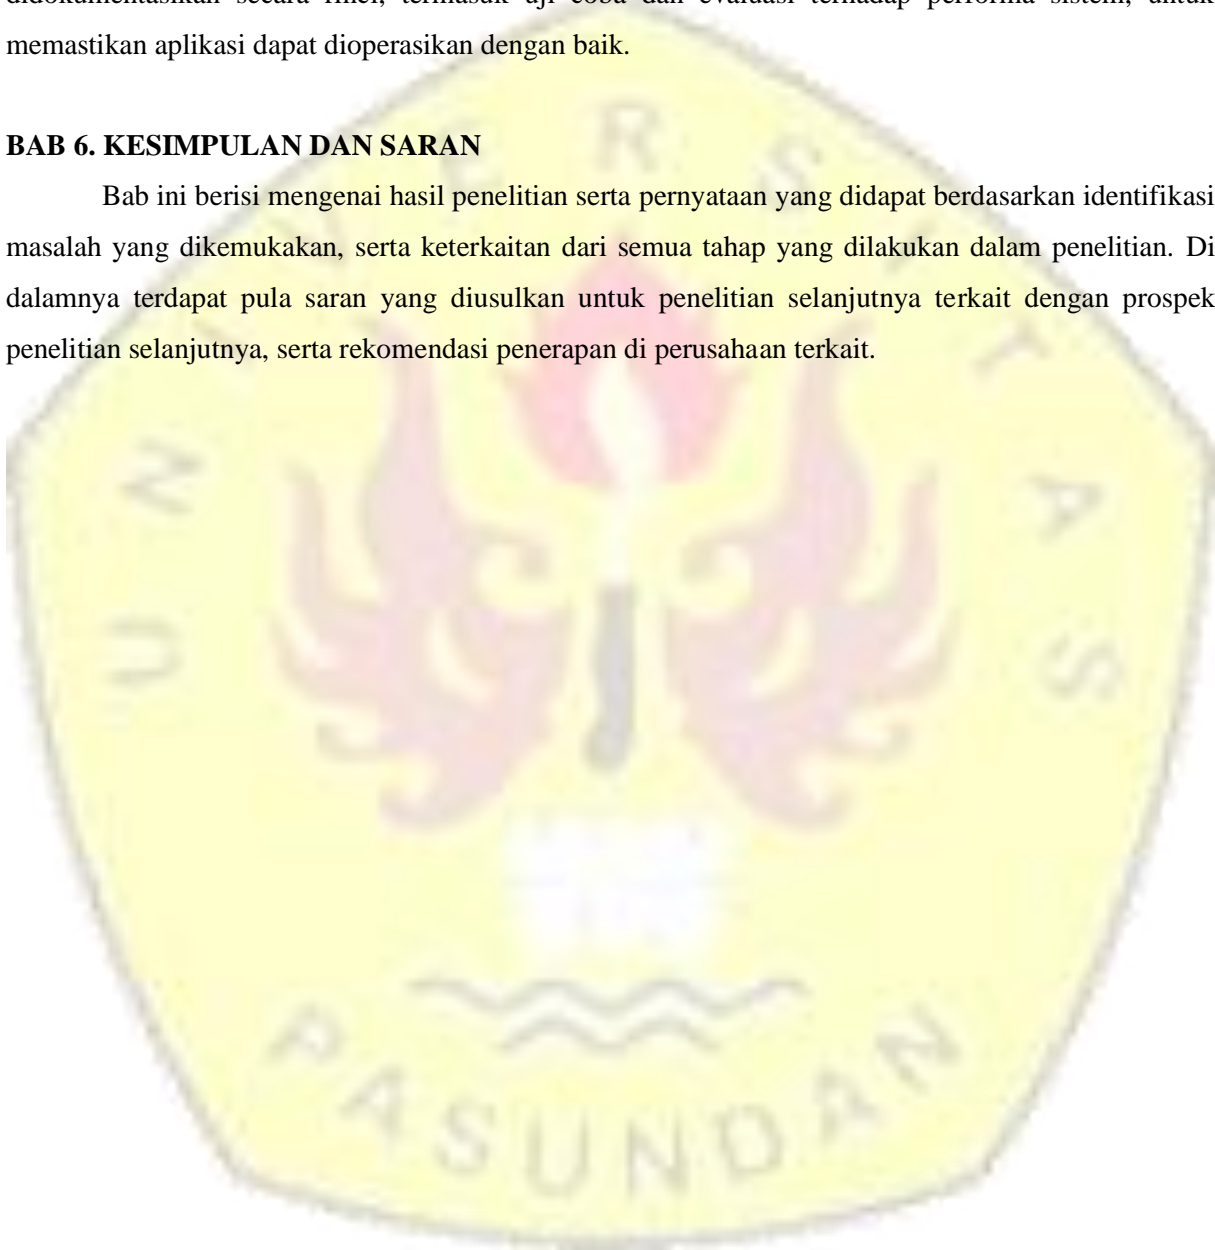 didokumentasikan secara rinci, termasuk uji coba dan evaluasi terhadap performa sistem, untuk
memastikan aplikasi dapat dioperasikan dengan baik.
BAB 6. KESIMPULAN DAN SARAN
Bab ini berisi mengenai hasil penelitian serta pernyataan yang didapat berdasarkan identifikasi
masalah yang dikemukakan, serta keterkaitan dari semua tahap yang dilakukan dalam penelitian. Di
dalamnya terdapat pula saran yang diusulkan untuk penelitian selanjutnya terkait dengan prospek
penelitian selanjutnya, serta rekomendasi penerapan di perusahaan terkait.
UNIVERSITAS
PASUNDAN